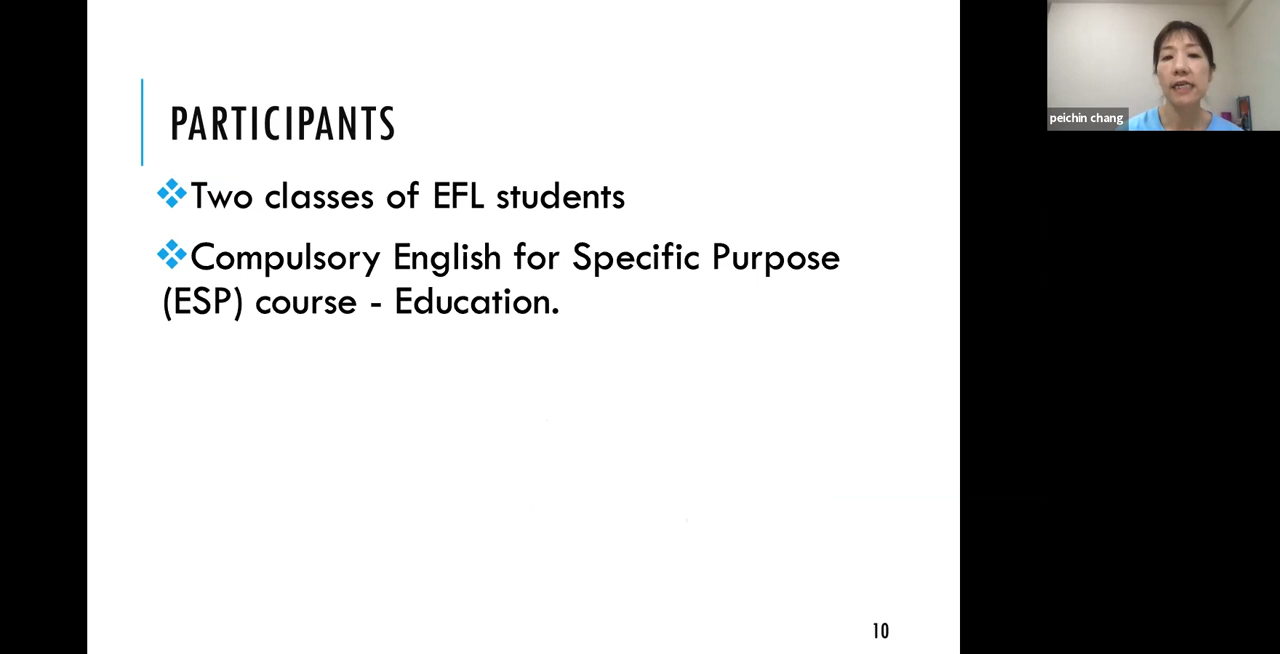 PARTICIPANTS
Two classes of EFL students
Compulsory English for Specific Purpose
(ESP) course - Education.
10
peichin chang